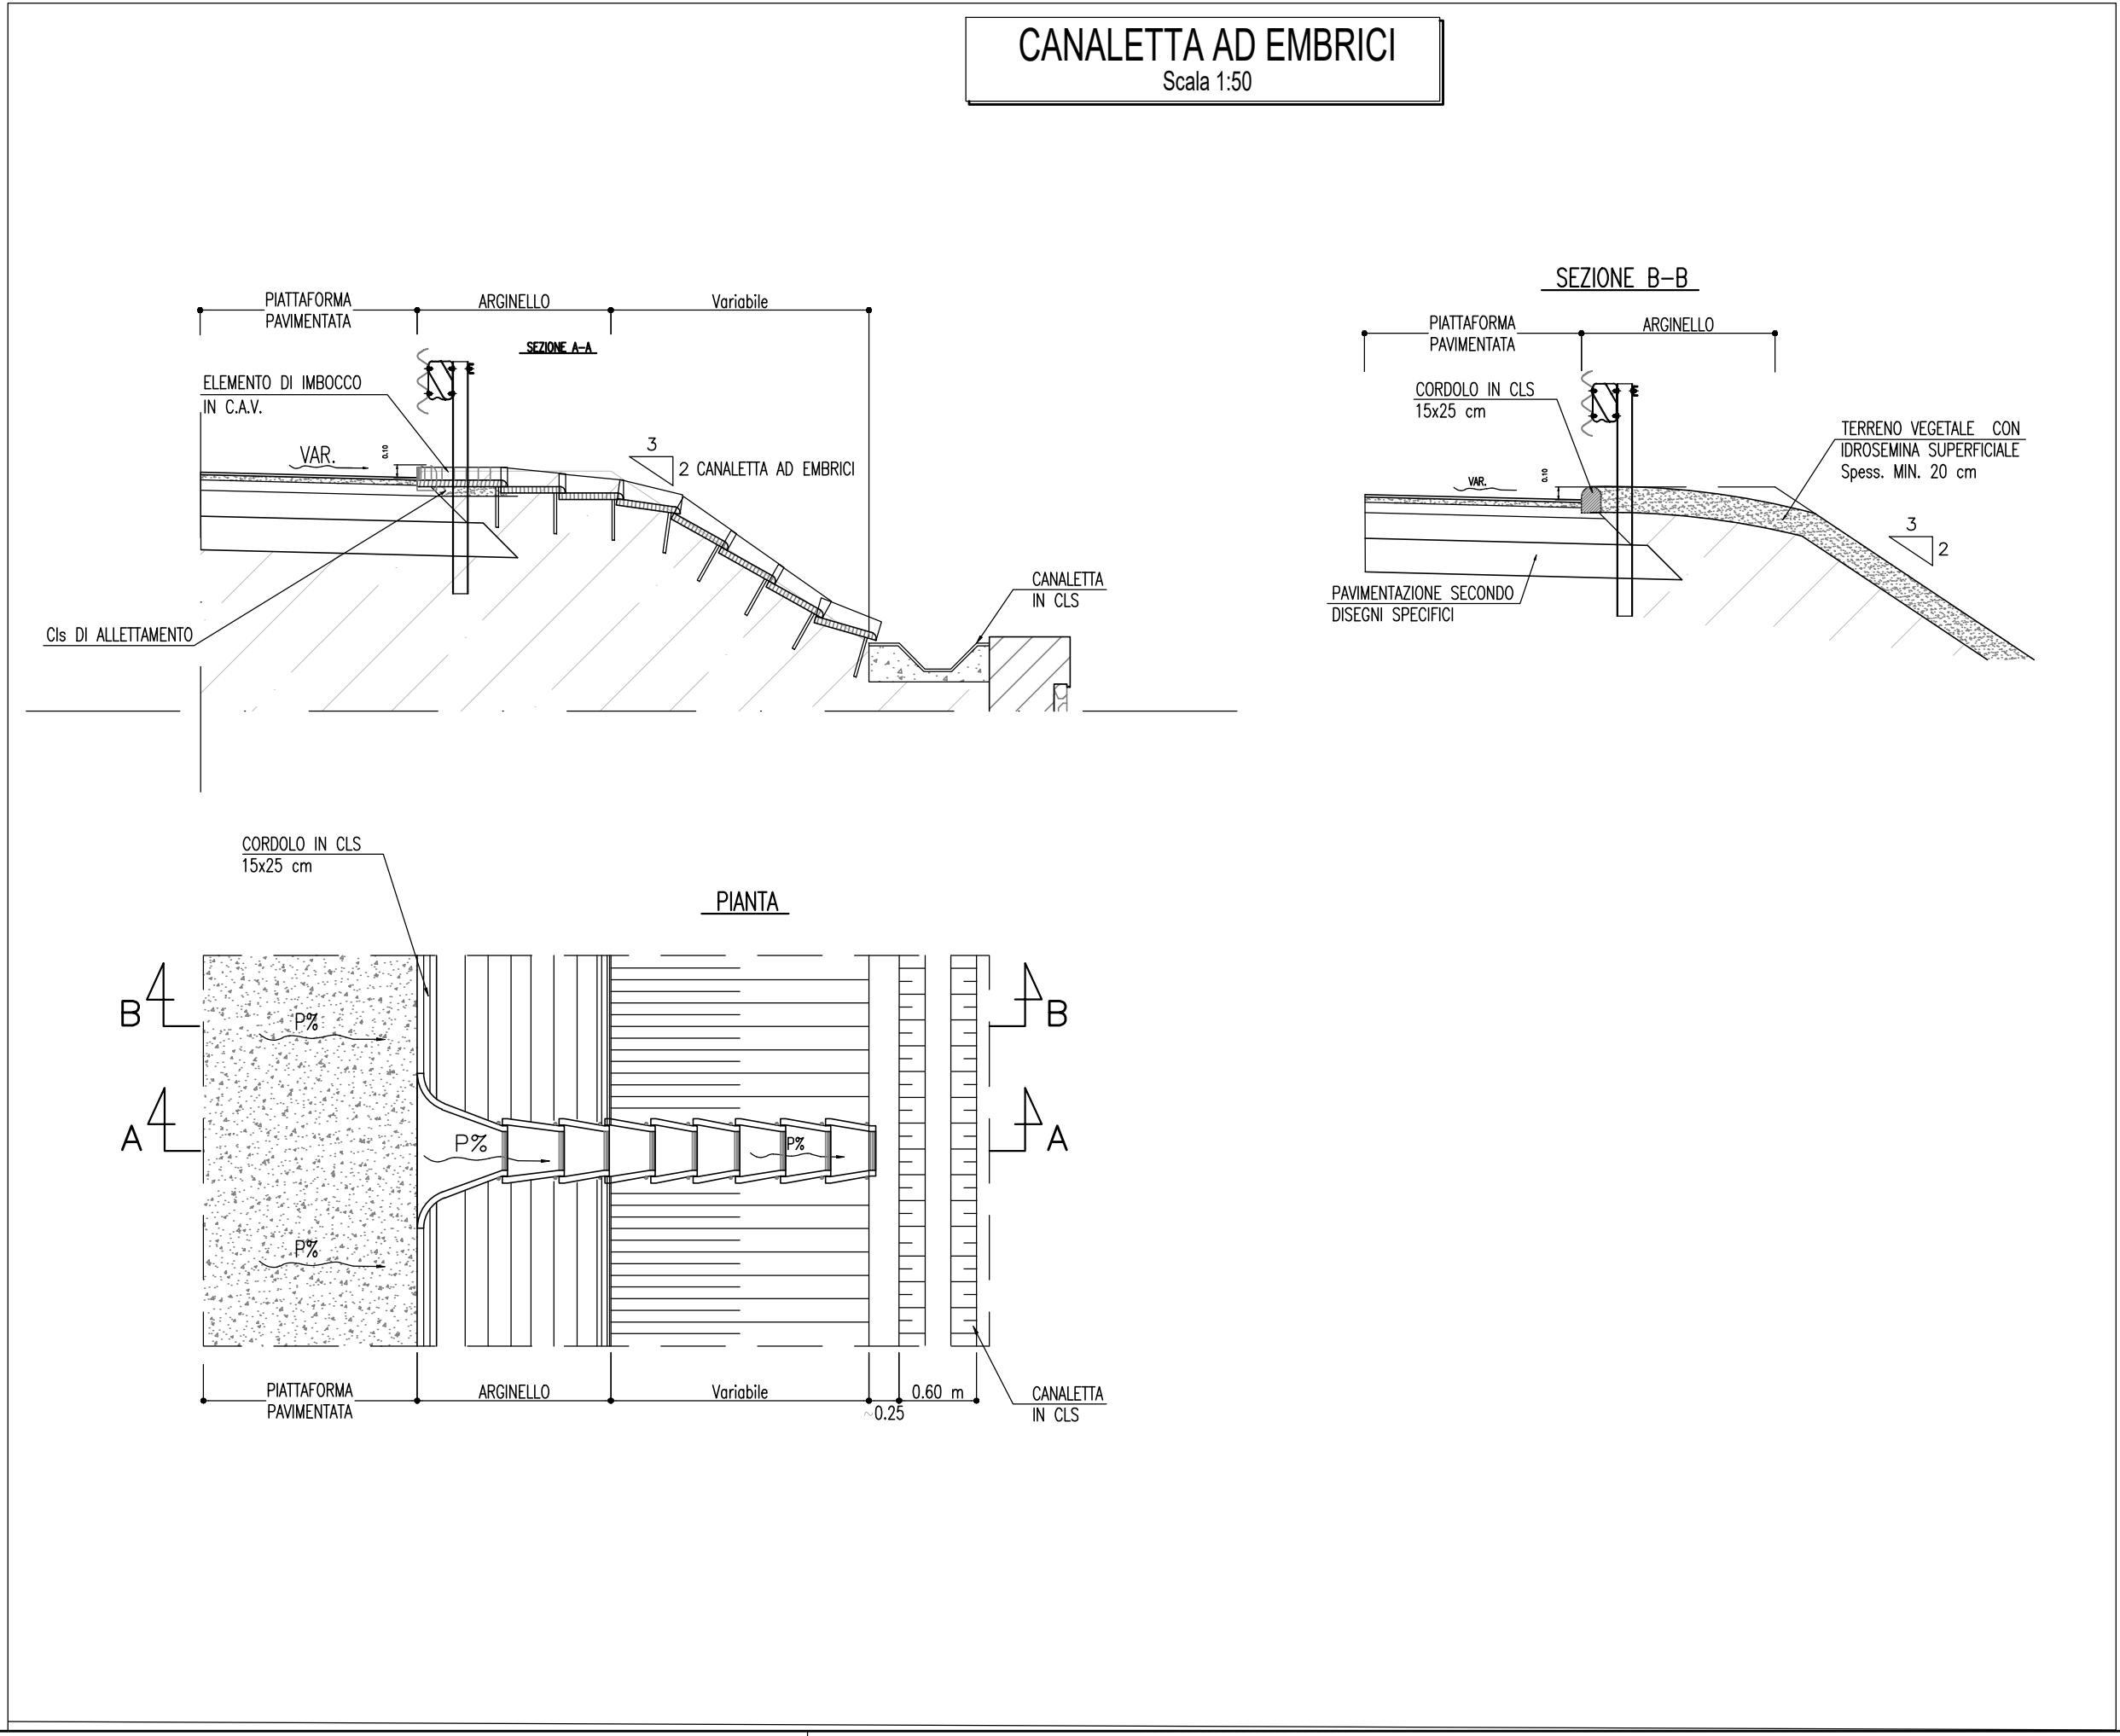 CANALETTA AD EMBRICI
Scala 1:50
PIATTAFORMA
PAVIMENTATA
ARGINELLO
Variabile
SEZIONE A-A
ELEMENTO DI IMBOCCO
IN C.A.V.
VAR.
0.10
3
2
CANALETTA AD EMBRICI
CANALETTA
IN CLS
Cls DI ALLETTAMENTO
SEZIONE B-B
PIATTAFORMA
PAVIMENTATA
ARGINELLO
CORDOLO IN CLS
15x25 cm
TERRENO VEGETALE CON
IDROSEMINA SUPERFICIALE
Spess. MIN. 20 cm
VAR.
0.10
3
2
PAVIMENTAZIONE SECONDO
DISEGNI SPECIFICI
CORDOLO IN CLS
15x25 cm
PIANTA
B
B
P%
A
A
P%
P%
P%
PIATTAFORMA
PAVIMENTATA
ARGINELLO
Variabile
~0.25
0.60 m
CANALETTA
IN CLS